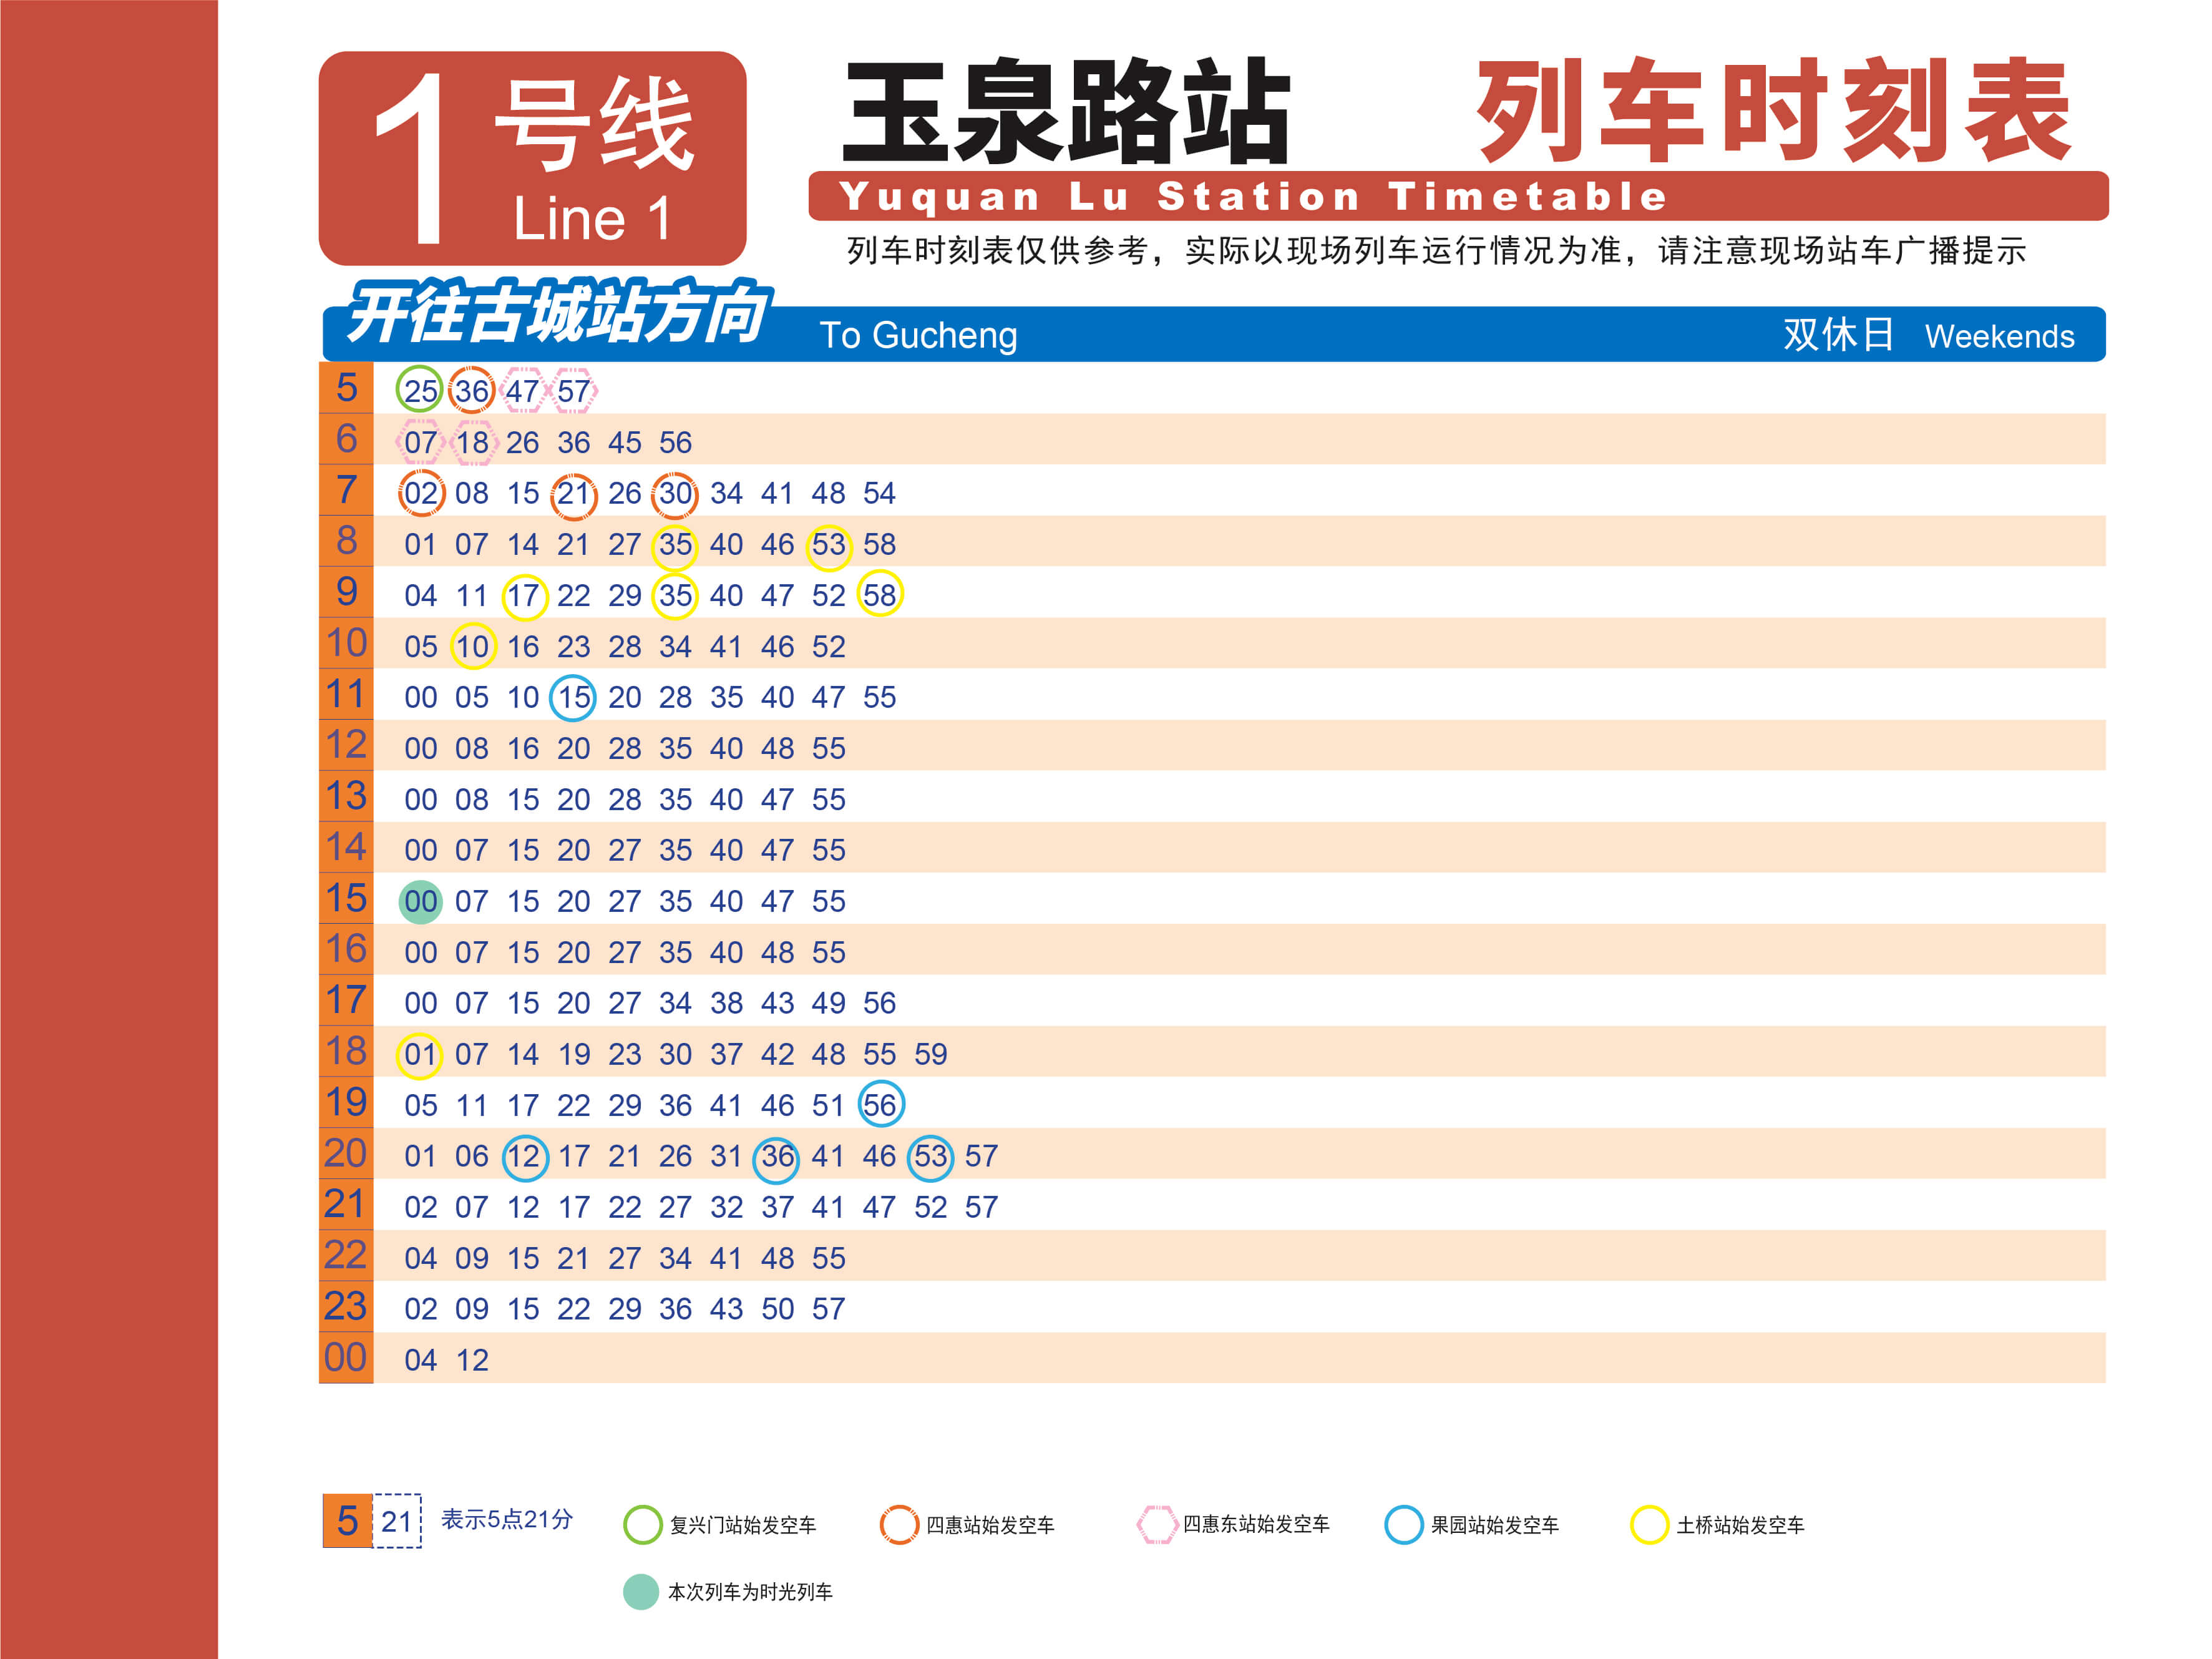 1号线
Line 1
玉泉路站 列车时刻表
Yuquan Lu Station Timetable
列车时刻表仅供参考，实际以现场列车运行情况为准，请注意现场站车广播提示
开往古城站方向 To Gucheng 双休日 Weekends
5 25 36 47 57
6 07 18 26 36 45 56
7 02 08 15 21 26 30 34 41 48 54
8 01 07 14 21 27 35 40 46 53 58
9 04 11 17 22 29 35 40 47 52 58
10 05 10 16 23 28 34 41 46 52
11 00 05 10 15 20 28 35 40 47 55
12 00 08 16 20 28 35 40 48 55
13 00 08 15 20 28 35 40 47 55
14 00 07 15 20 27 35 40 47 55
15 00 07 15 20 27 35 40 47 55
16 00 07 15 20 27 35 40 48 55
17 00 07 15 20 27 34 38 43 49 56
18 01 07 14 19 23 30 37 42 48 55 59
19 05 11 17 22 29 36 41 46 51 56
20 01 06 12 17 21 26 31 36 41 46 53 57
21 02 07 12 17 22 27 32 37 41 47 52 57
22 04 09 15 21 27 34 41 48 55
23 02 09 15 22 29 36 43 50 57
00 04 12
5 21 表示5点21分 复兴门站始发空车 四惠站始发空车 四惠东站始发空车 果园站始发空车 土桥站始发空车
本次列车为时光列车